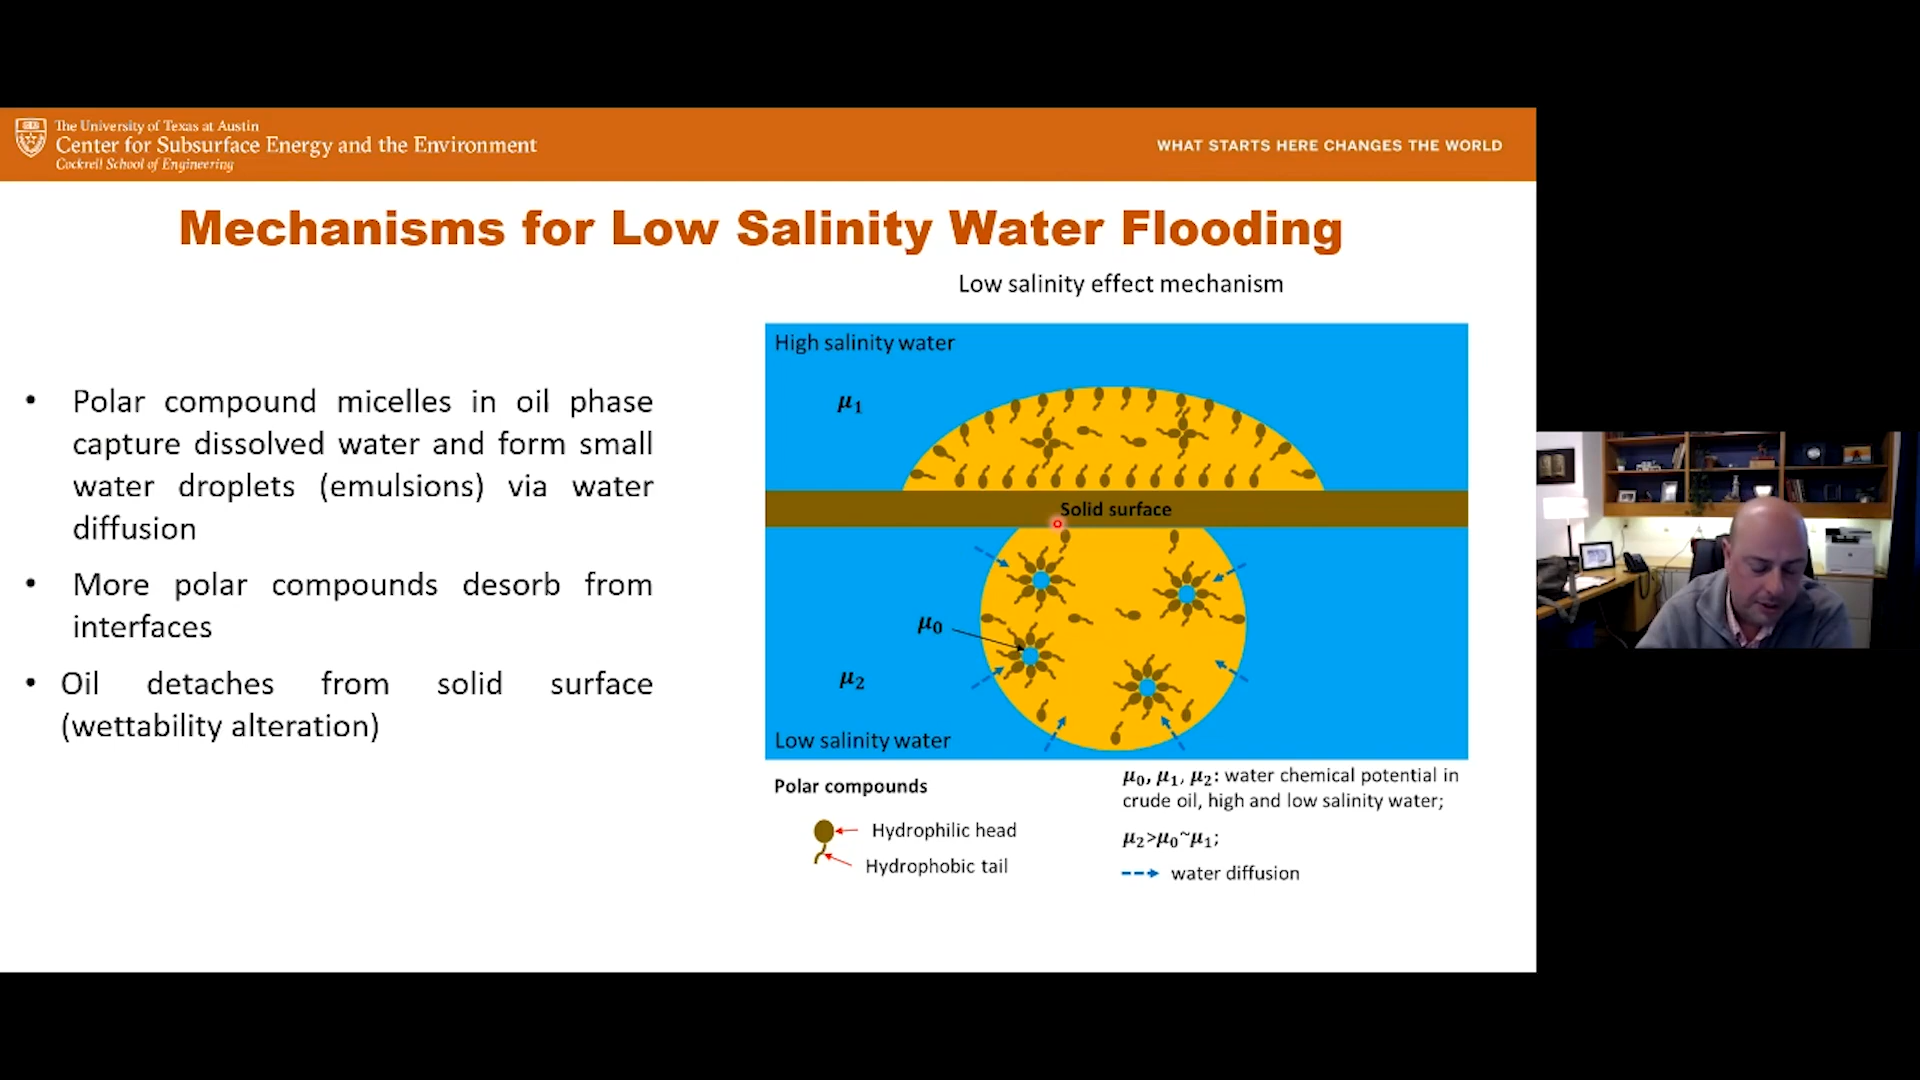 The University of Texas at Austin
Center for Subsurface Energy and the Environment
Cockrell School of Engineering
WHAT STARTS HERE CHANGES THE WORLD
Mechanisms for Low Salinity Water Flooding
• Polar compound micelles in oil phase
capture dissolved water and form small
water droplets (emulsions) via water
diffusion
• More polar compounds desorb from
interfaces
• Oil detaches from solid surface
(wettability alteration)
Low salinity effect mechanism
High salinity water
μ₁
Solid surface
μ₀
μ₂
Low salinity water
Polar compounds
Hydrophilic head
Hydrophobic tail
μ₀, μ₁, μ₂: water chemical potential in
crude oil, high and low salinity water;
μ₂>μ₀~μ₁;
water diffusion